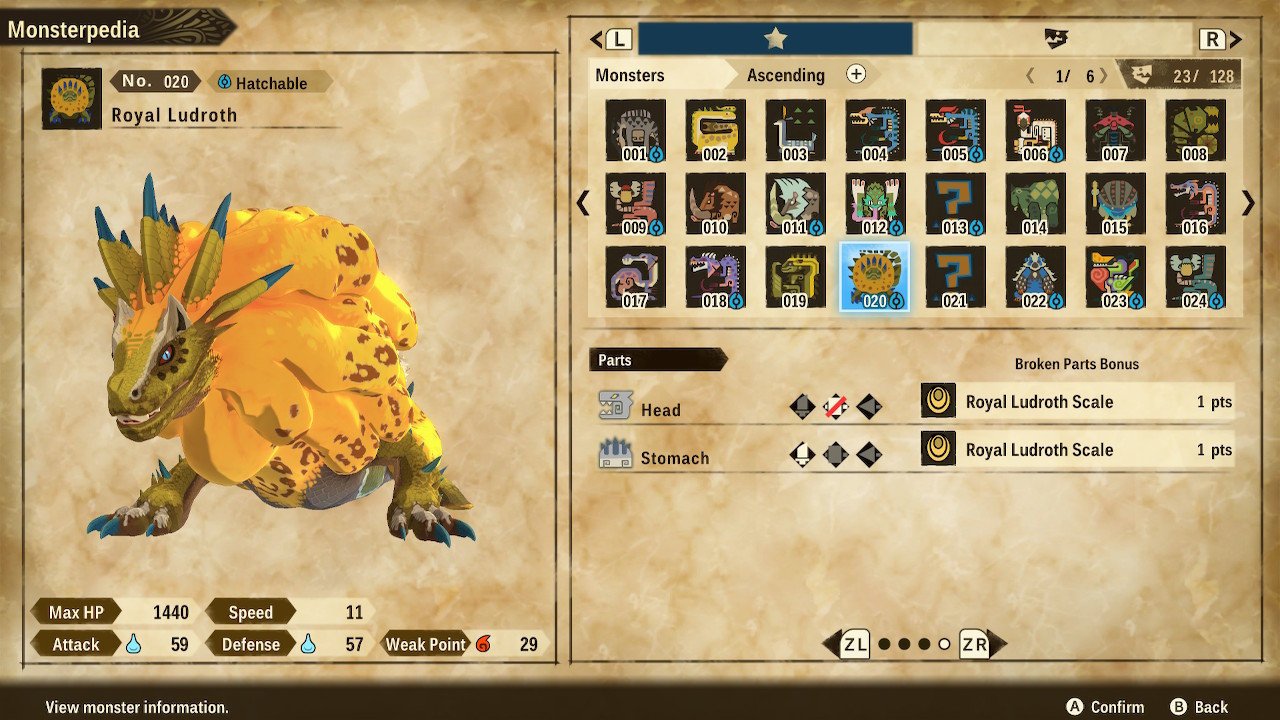 Monsterpedia
No. 020
Hatchable
Royal Ludroth
Max HP 1440
Speed 11
Attack 59
Defense 57
Weak Point 29
L
R
Monsters
Ascending
1/ 6
23/ 128
001 002 003 004 005 006 007 008
009 010 011 012 013 014 015 016
017 018 019 020 021 022 023 024
Parts
Broken Parts Bonus
Head
Royal Ludroth Scale 1 pts
Stomach
Royal Ludroth Scale 1 pts
ZL ZR
View monster information.
A Confirm B Back